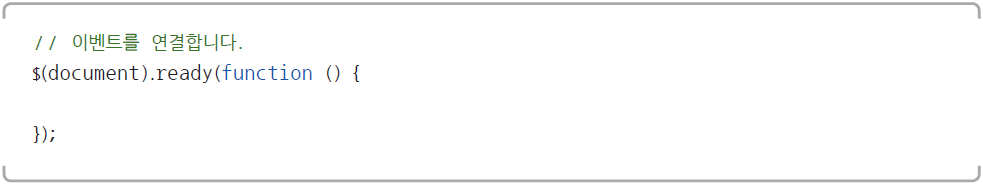 // 이벤트를 연결합니다.
$(document).ready(function () {
});